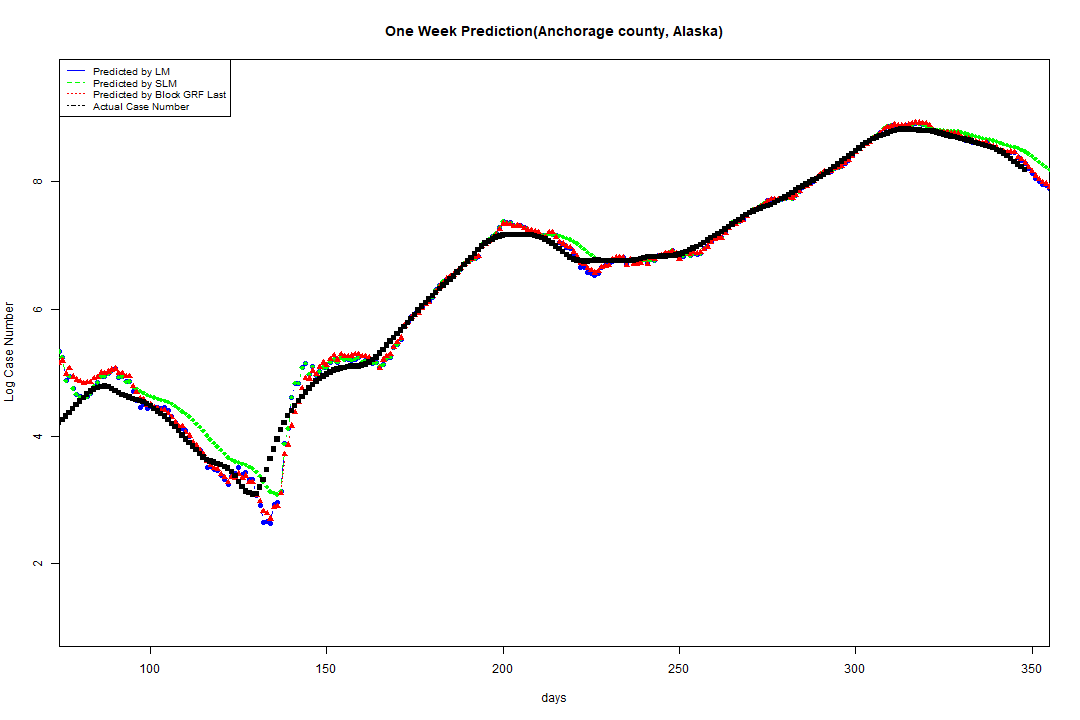 One Week Prediction(Anchorage county, Alaska)
Predicted by LM
Predicted by SLM
Predicted by Block GRF Last
Actual Case Number
8
6
4
2
Log Case Number
100 150 200 250 300 350
days